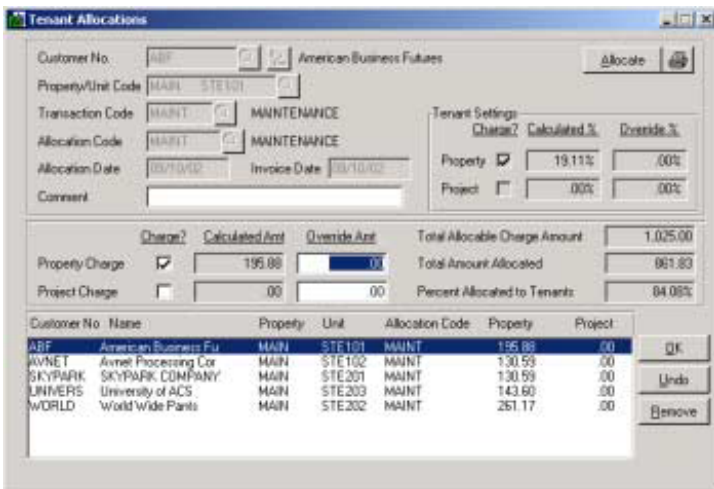 Tenant Allocations
Customer No. ABF American Business Futures Allocate
Property/Unit Code MAIN STE101
Transaction Code MAINT MAINTENANCE
Allocation Code MAINT MAINTENANCE
Allocation Date 09/10/02 Invoice Date 09/10/02
Comment
Tenant Settings
Charge? Calculated % Override %
Property 19.11% .00%
Project .00% .00%
Charge? Calculated Amt Override Amt
Property Charge 195.88 .00
Project Charge .00 .00
Total Allocable Charge Amount 1,025.00
Total Amount Allocated 861.83
Percent Allocated to Tenants 84.08%
Customer No Name Property Unit Allocation Code Property Project
ABF American Business Fu MAIN STE101 MAINT 195.88 .00
AVNET Avnet Processing Cor MAIN STE102 MAINT 130.59 .00
SKYPARK SKYPARK COMPANY MAIN STE201 MAINT 130.59 .00
UNIVERS University of ACS MAIN STE203 MAINT 143.60 .00
WORLD World Wide Pants MAIN STE202 MAINT 261.17 .00
OK
Undo
Remove